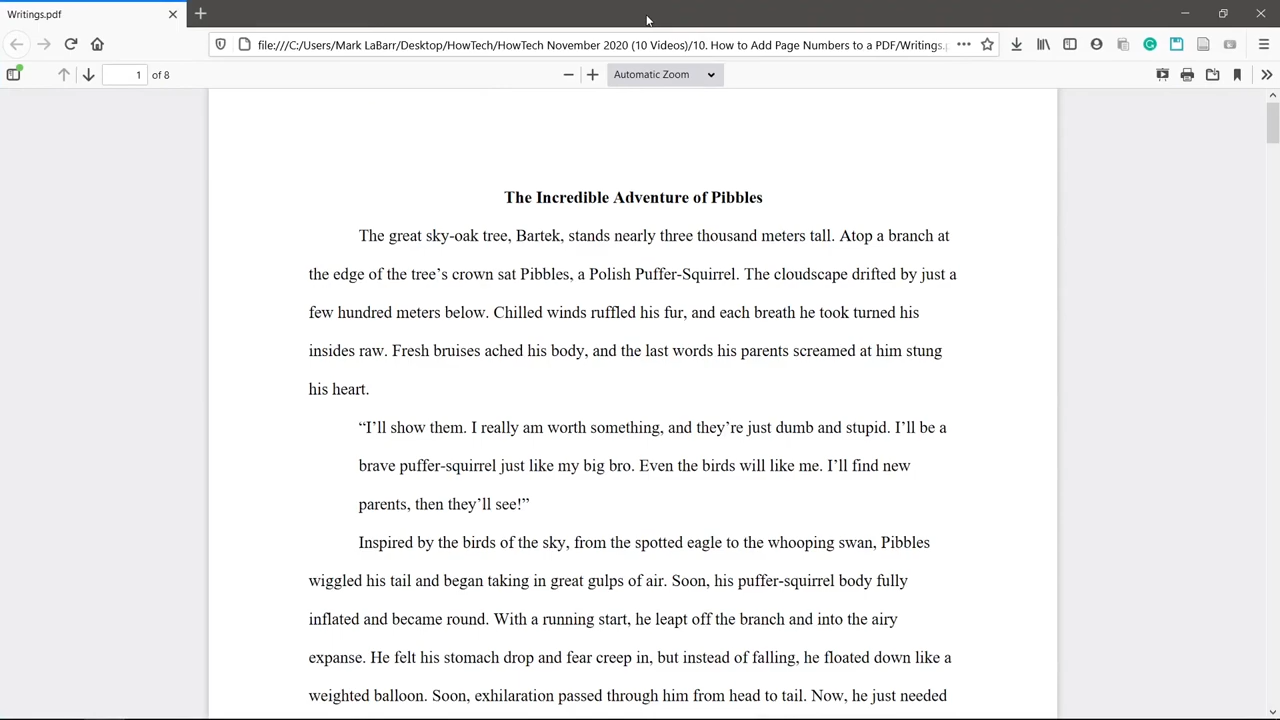 Writings.pdf
file:///C:/Users/Mark LaBarr/Desktop/HowTech/HowTech November 2020 (10 Videos)/10. How to Add Page Numbers to a PDF/Writings.
1 of 8
Automatic Zoom
The Incredible Adventure of Pibbles
The great sky-oak tree, Bartek, stands nearly three thousand meters tall. Atop a branch at
the edge of the tree’s crown sat Pibbles, a Polish Puffer-Squirrel. The cloudscape drifted by just a
few hundred meters below. Chilled winds ruffled his fur, and each breath he took turned his
insides raw. Fresh bruises ached his body, and the last words his parents screamed at him stung
his heart.
“I’ll show them. I really am worth something, and they’re just dumb and stupid. I’ll be a
brave puffer-squirrel just like my big bro. Even the birds will like me. I’ll find new
parents, then they’ll see!”
Inspired by the birds of the sky, from the spotted eagle to the whooping swan, Pibbles
wiggled his tail and began taking in great gulps of air. Soon, his puffer-squirrel body fully
inflated and became round. With a running start, he leapt off the branch and into the airy
expanse. He felt his stomach drop and fear creep in, but instead of falling, he floated down like a
weighted balloon. Soon, exhilaration passed through him from head to tail. Now, he just needed